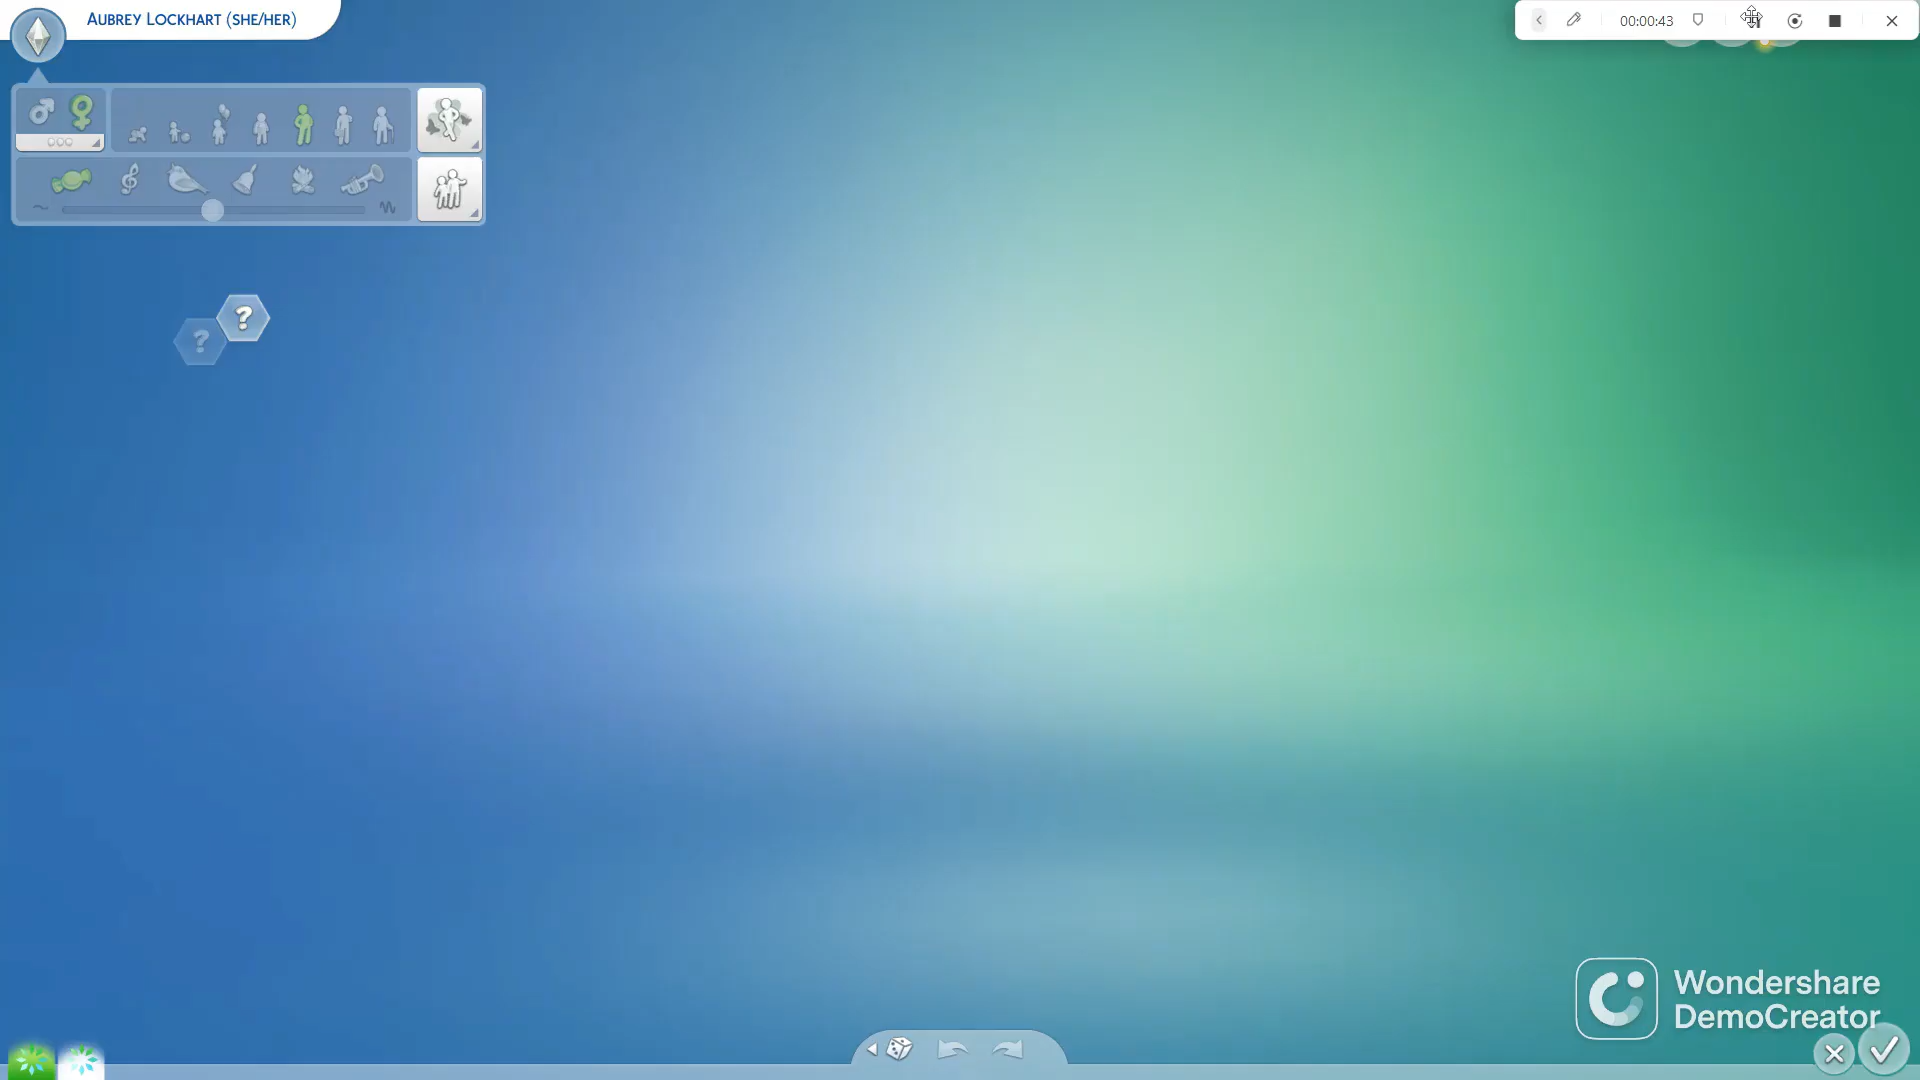 AUBREY LOCKHART (SHE/HER)
00:00:43
?
?
Wondershare
DemoCreator